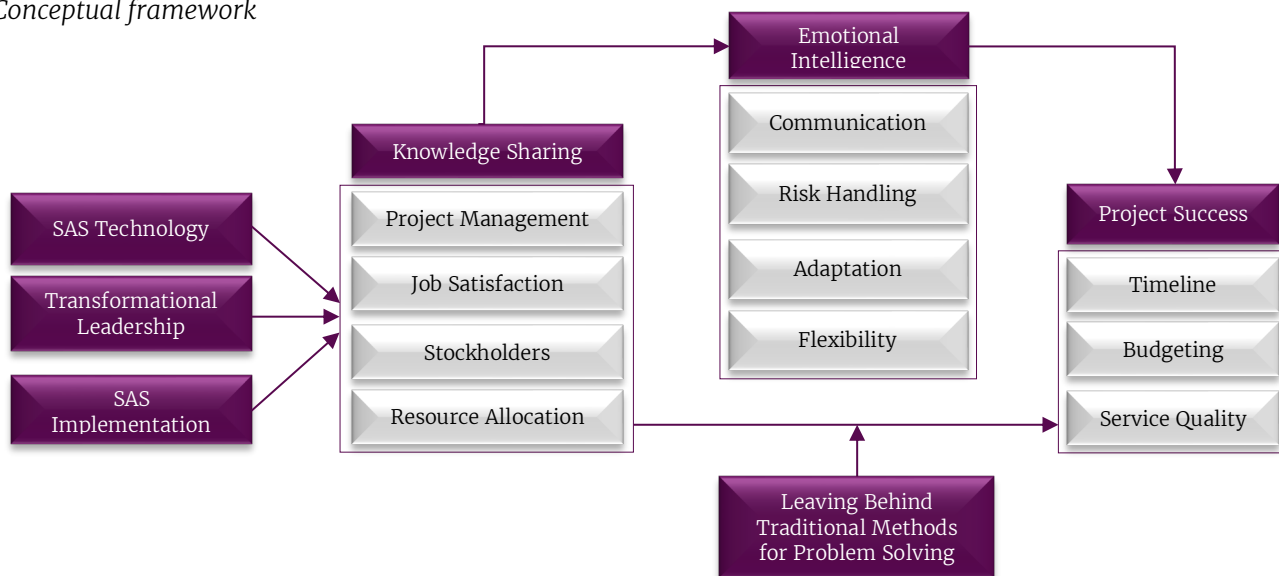 Conceptual framework
Emotional
Intelligence
Communication
Risk Handling
Adaptation
Flexibility
Knowledge Sharing
Project Management
Job Satisfaction
Stockholders
Resource Allocation
SAS Technology
Transformational
Leadership
SAS
Implementation
Project Success
Timeline
Budgeting
Service Quality
Leaving Behind
Traditional Methods
for Problem Solving